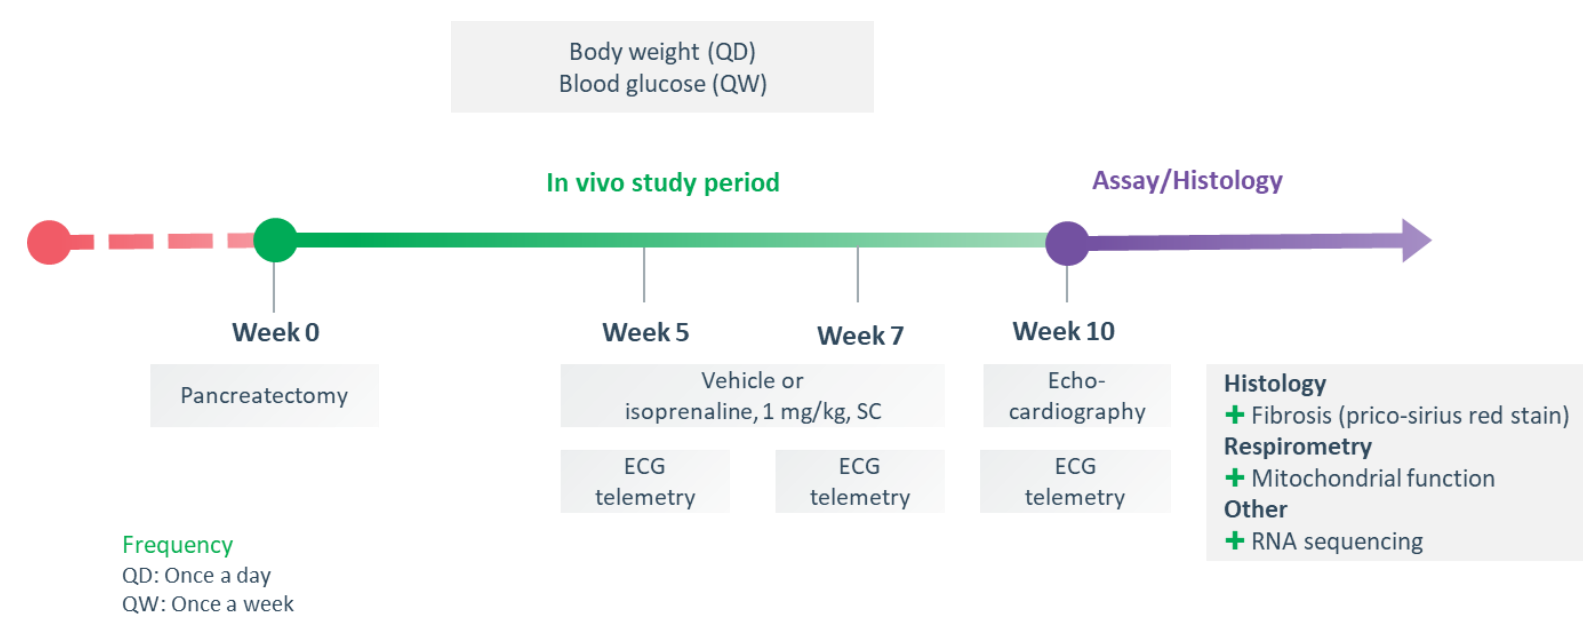 Body weight (QD)
Blood glucose (QW)
In vivo study period
Assay/Histology
Week 0
Week 5
Week 7
Week 10
Pancreatectomy
Vehicle or
isoprenaline, 1 mg/kg, SC
Echo-
cardiography
ECG
telemetry
ECG
telemetry
ECG
telemetry
Histology
+ Fibrosis (prico-sirius red stain)
Respirometry
+ Mitochondrial function
Other
+ RNA sequencing
Frequency
QD: Once a day
QW: Once a week